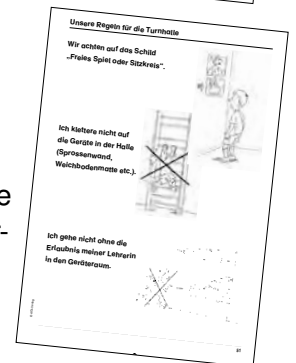 Unsere Regeln für die Turnhalle
Wir achten auf das Schild
„Freies Spiel oder Sitzkreis“.
Ich klettere nicht auf
die Geräte in der Halle
(Sprossenwand,
Weichbodenmatte etc.).
Ich gehe nicht ohne die
Erlaubnis meiner Lehrerin
in den Geräteraum.
e
-